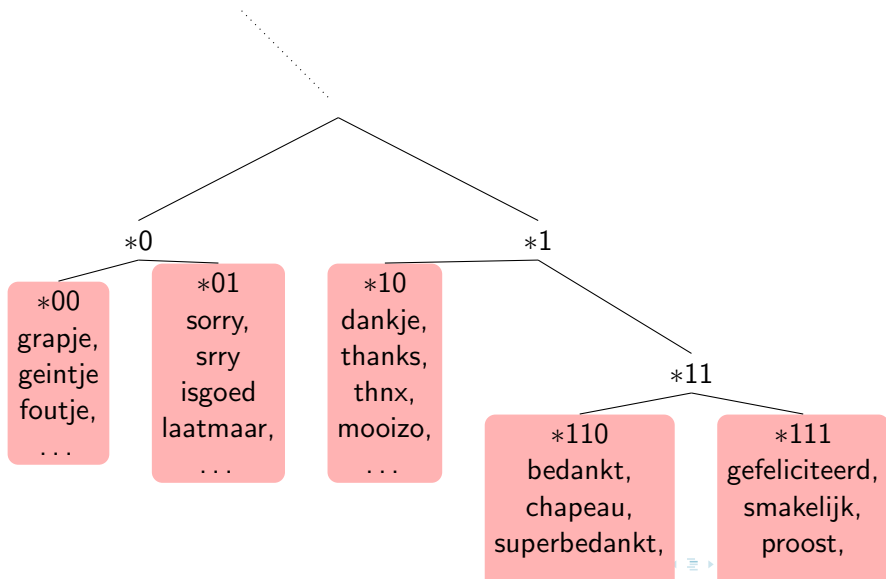 ∗0
∗1
∗00
grapje,
geintje
foutje,
. . .
∗01
sorry,
srry
isgoed
laatmaar,
. . .
∗10
dankje,
thanks,
thnx,
mooizo,
. . .
∗11
∗110
bedankt,
chapeau,
superbedankt,
∗111
gefeliciteerd,
smakelijk,
proost,